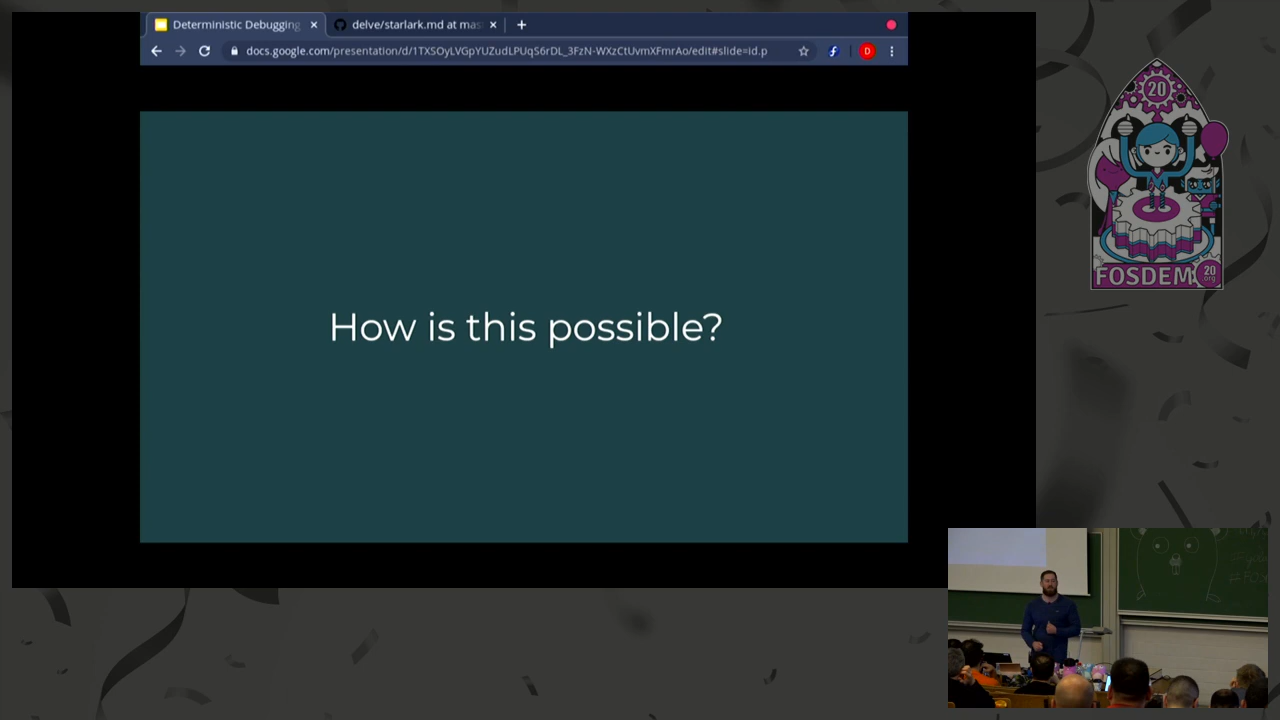 Deterministic Debugging
delve/starlark.md at mas
docs.google.com/presentation/d/1TXSOyLVGpYUZudLPUqS6rDL_3FzN-WXzCtUvmXFmrAo/edit#slide=id.p
D
How is this possible?
20
FOSDEM
20
.org